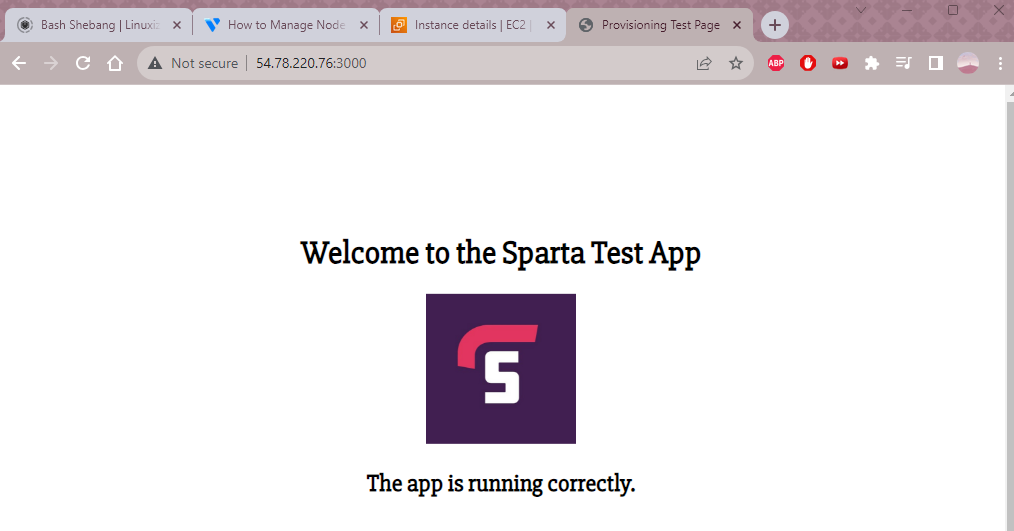 Bash Shebang | Linuxi
How to Manage Node
Instance details | EC2 |
Provisioning Test Page
Not secure
54.78.220.76:3000
ABP
Welcome to the Sparta Test App
S
The app is running correctly.